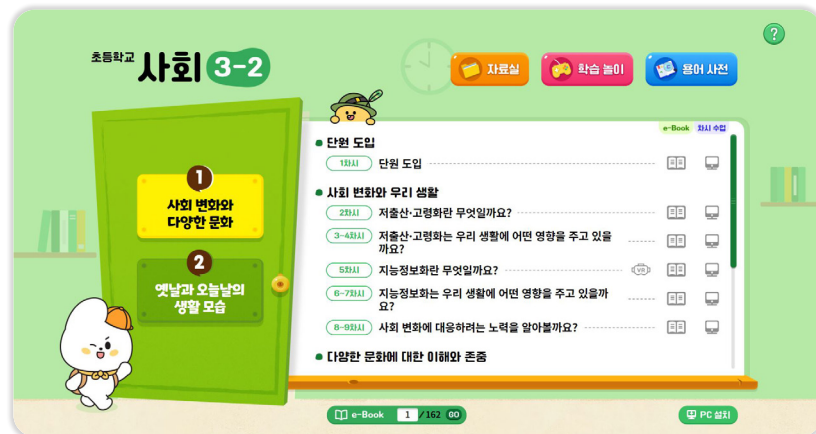 초등학교 사회 3-2
?
자료실
학습 놀이
용어 사전
1
사회 변화와
다양한 문화
2
옛날과 오늘날의
생활 모습
e-Book 차시 수업
단원 도입
1차시 단원 도입
사회 변화와 우리 생활
2차시 저출산·고령화란 무엇일까요?
3-4차시 저출산·고령화는 우리 생활에 어떤 영향을 주고 있을
까요?
5차시 지능정보화란 무엇일까요? VR
6-7차시 지능정보화는 우리 생활에 어떤 영향을 주고 있을까
요?
8-9차시 사회 변화에 대응하려는 노력을 알아볼까요?
다양한 문화에 대한 이해와 존중
e-Book 1 /162 GO
PC 설치